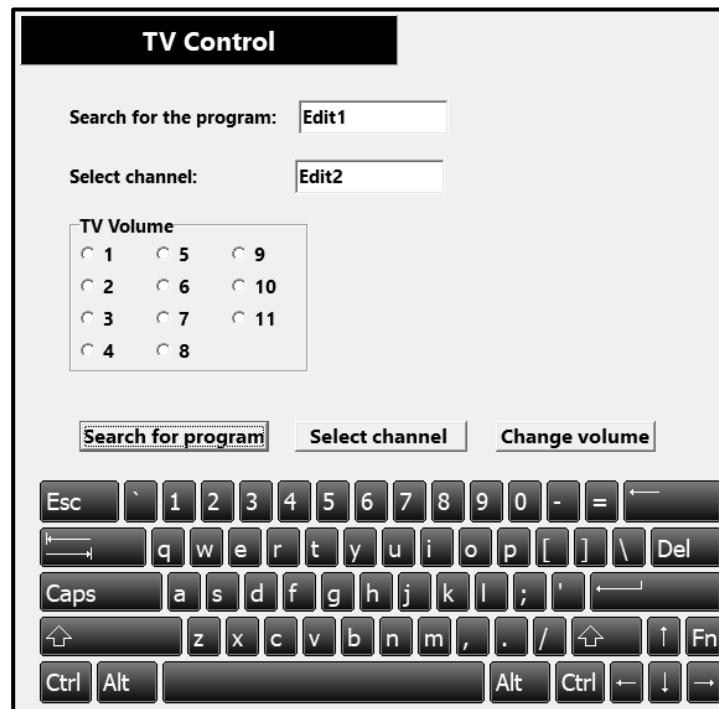 TV Control
Search for the program: Edit1
Select channel: Edit2
TV Volume
1 5 9
2 6 10
3 7 11
4 8
Search for program Select channel Change volume
Esc ` 1 2 3 4 5 6 7 8 9 0 - =
q w e r t y u i o p [ ] \ Del
Caps a s d f g h j k l ; '
z x c v b n m , . / Fn
Ctrl Alt Alt Ctrl